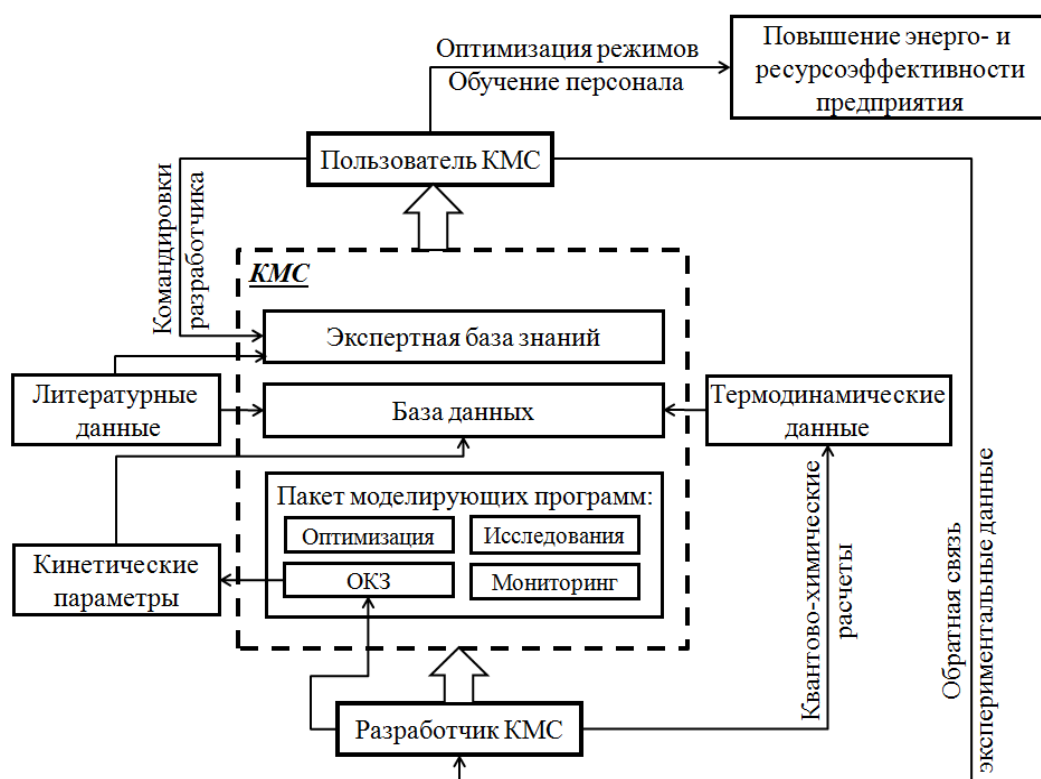 Оптимизация режимов
Обучение персонала
Повышение энерго- и
ресурсоэффективности
предприятия
Пользователь КМС
Командировки
разработчика
КМС
Экспертная база знаний
Литературные
данные
База данных
Термодинамические
данные
Пакет моделирующих программ:
Оптимизация
Исследования
ОКЗ
Мониторинг
Кинетические
параметры
Квантово-химические
расчеты
Обратная связь
экспериментальные данные
Разработчик КМС